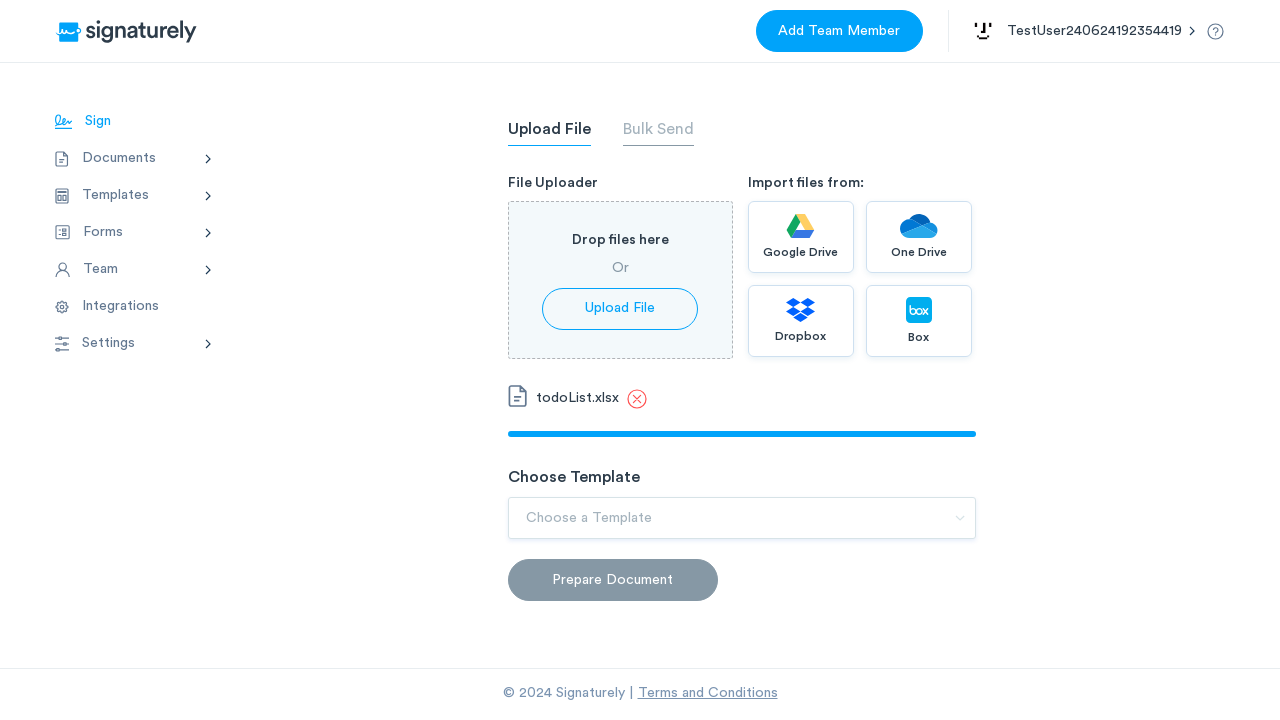 signaturely
Add Team Member
TestUser240624192354419
Sign
Documents
Templates
Forms
Team
Integrations
Settings
Upload File
Bulk Send
File Uploader
Drop files here
Or
Upload File
Import files from:
Google Drive
One Drive
Dropbox
box
Box
todoList.xlsx
Choose Template
Choose a Template
Prepare Document
© 2024 Signaturely | Terms and Conditions